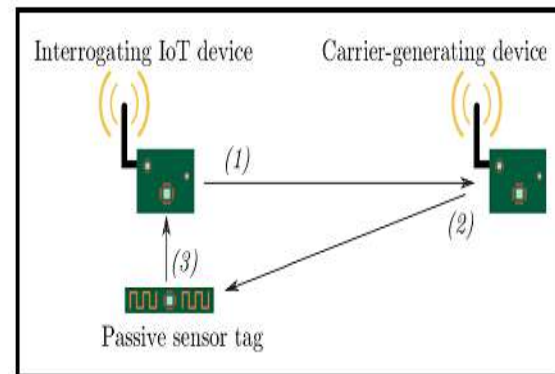 Interrogating IoT device
Carrier-generating device
(1)
(2)
(3)
Passive sensor tag